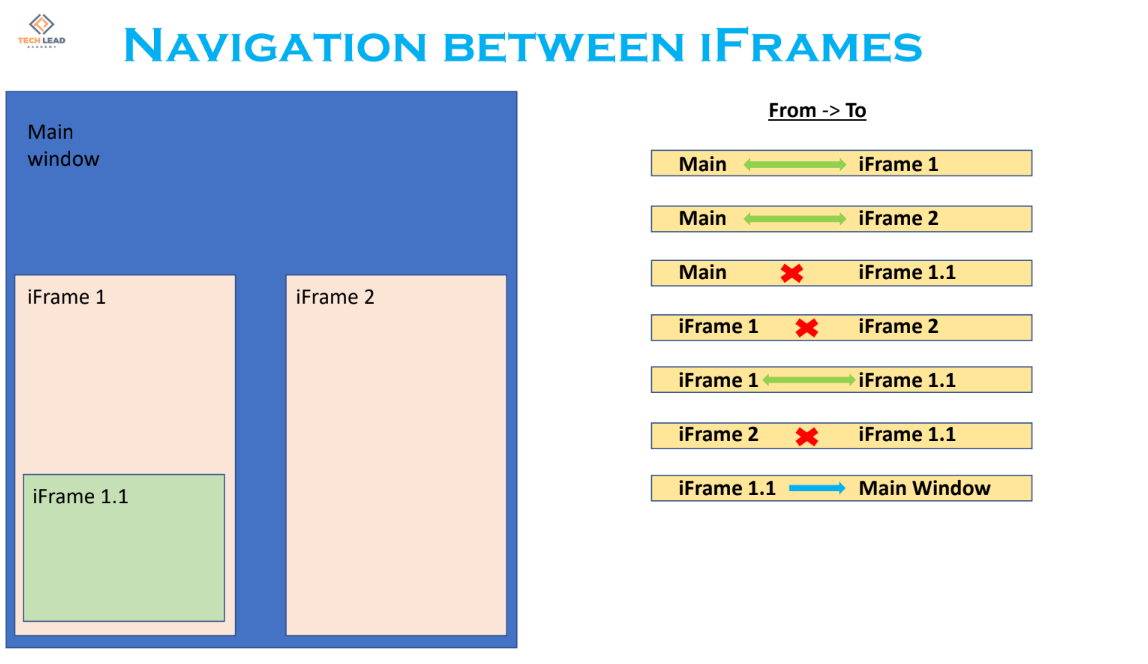 TECH LEAD
ACADEMY
NAVIGATION BETWEEN IFRAMES
Main
window
iFrame 1
iFrame 2
iFrame 1.1
From -> To
Main iFrame 1
Main iFrame 2
Main iFrame 1.1
iFrame 1 iFrame 2
iFrame 1 iFrame 1.1
iFrame 2 iFrame 1.1
iFrame 1.1 Main Window